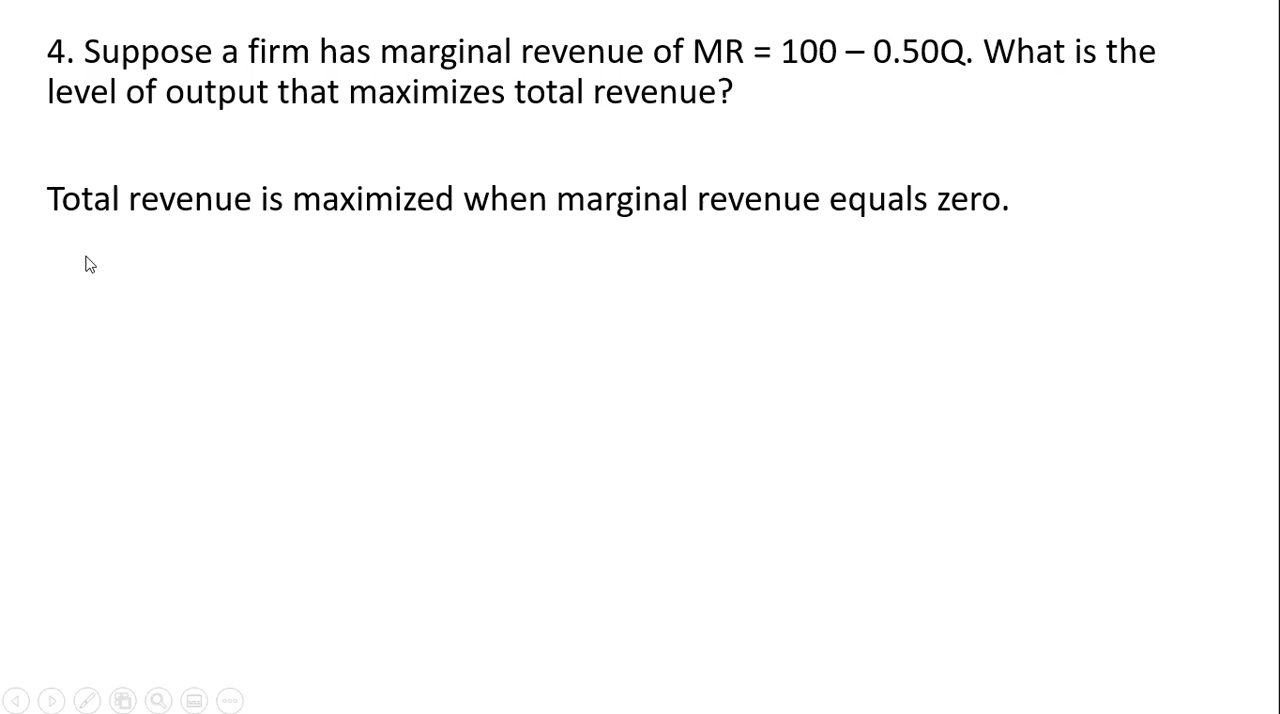 4. Suppose a firm has marginal revenue of MR = 100 – 0.50Q. What is the
level of output that maximizes total revenue?
Total revenue is maximized when marginal revenue equals zero.